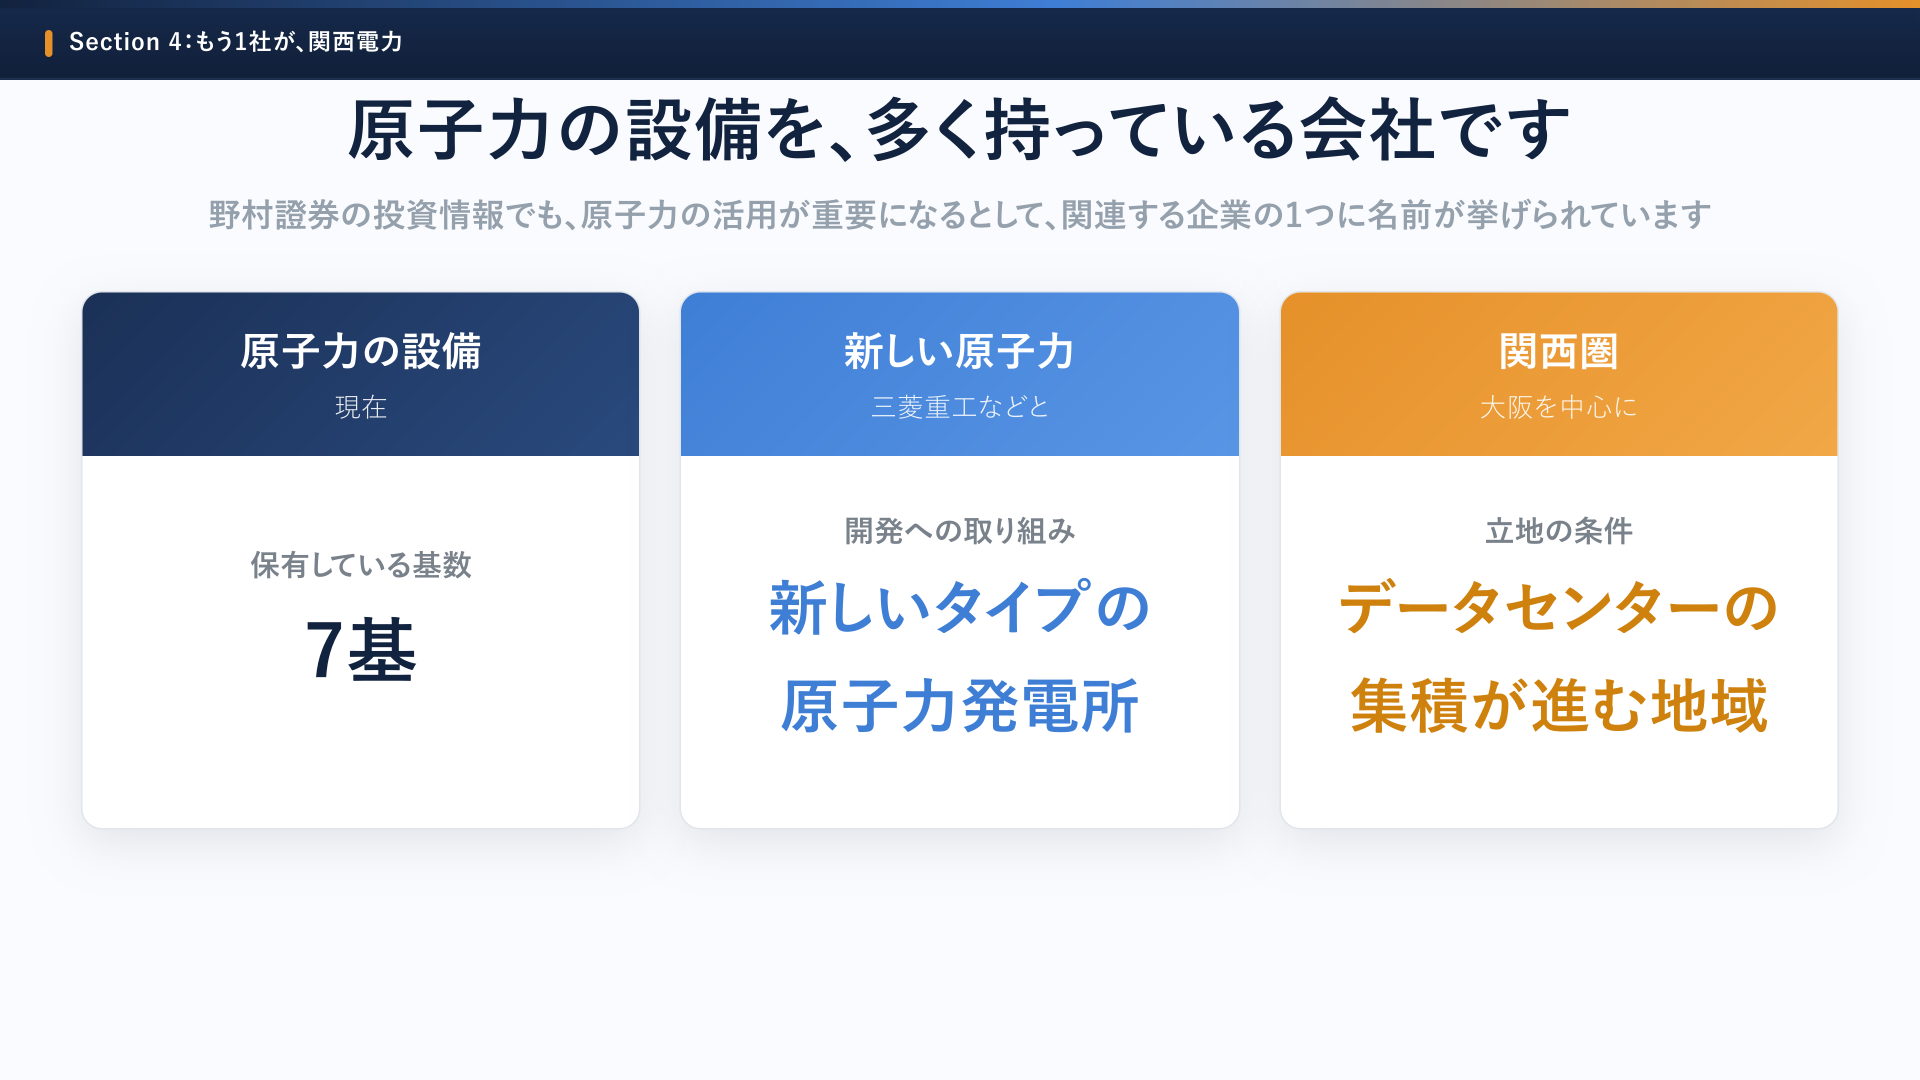 Section 4：もう1社が、関西電力
原子力の設備を、多く持っている会社です
野村證券の投資情報でも、原子力の活用が重要になるとして、関連する企業の1つに名前が挙げられています
原子力の設備
現在
保有している基数
7基
新しい原子力
三菱重工などと
開発への取り組み
新しいタイプの
原子力発電所
関西圏
大阪を中心に
立地の条件
データセンターの
集積が進む地域